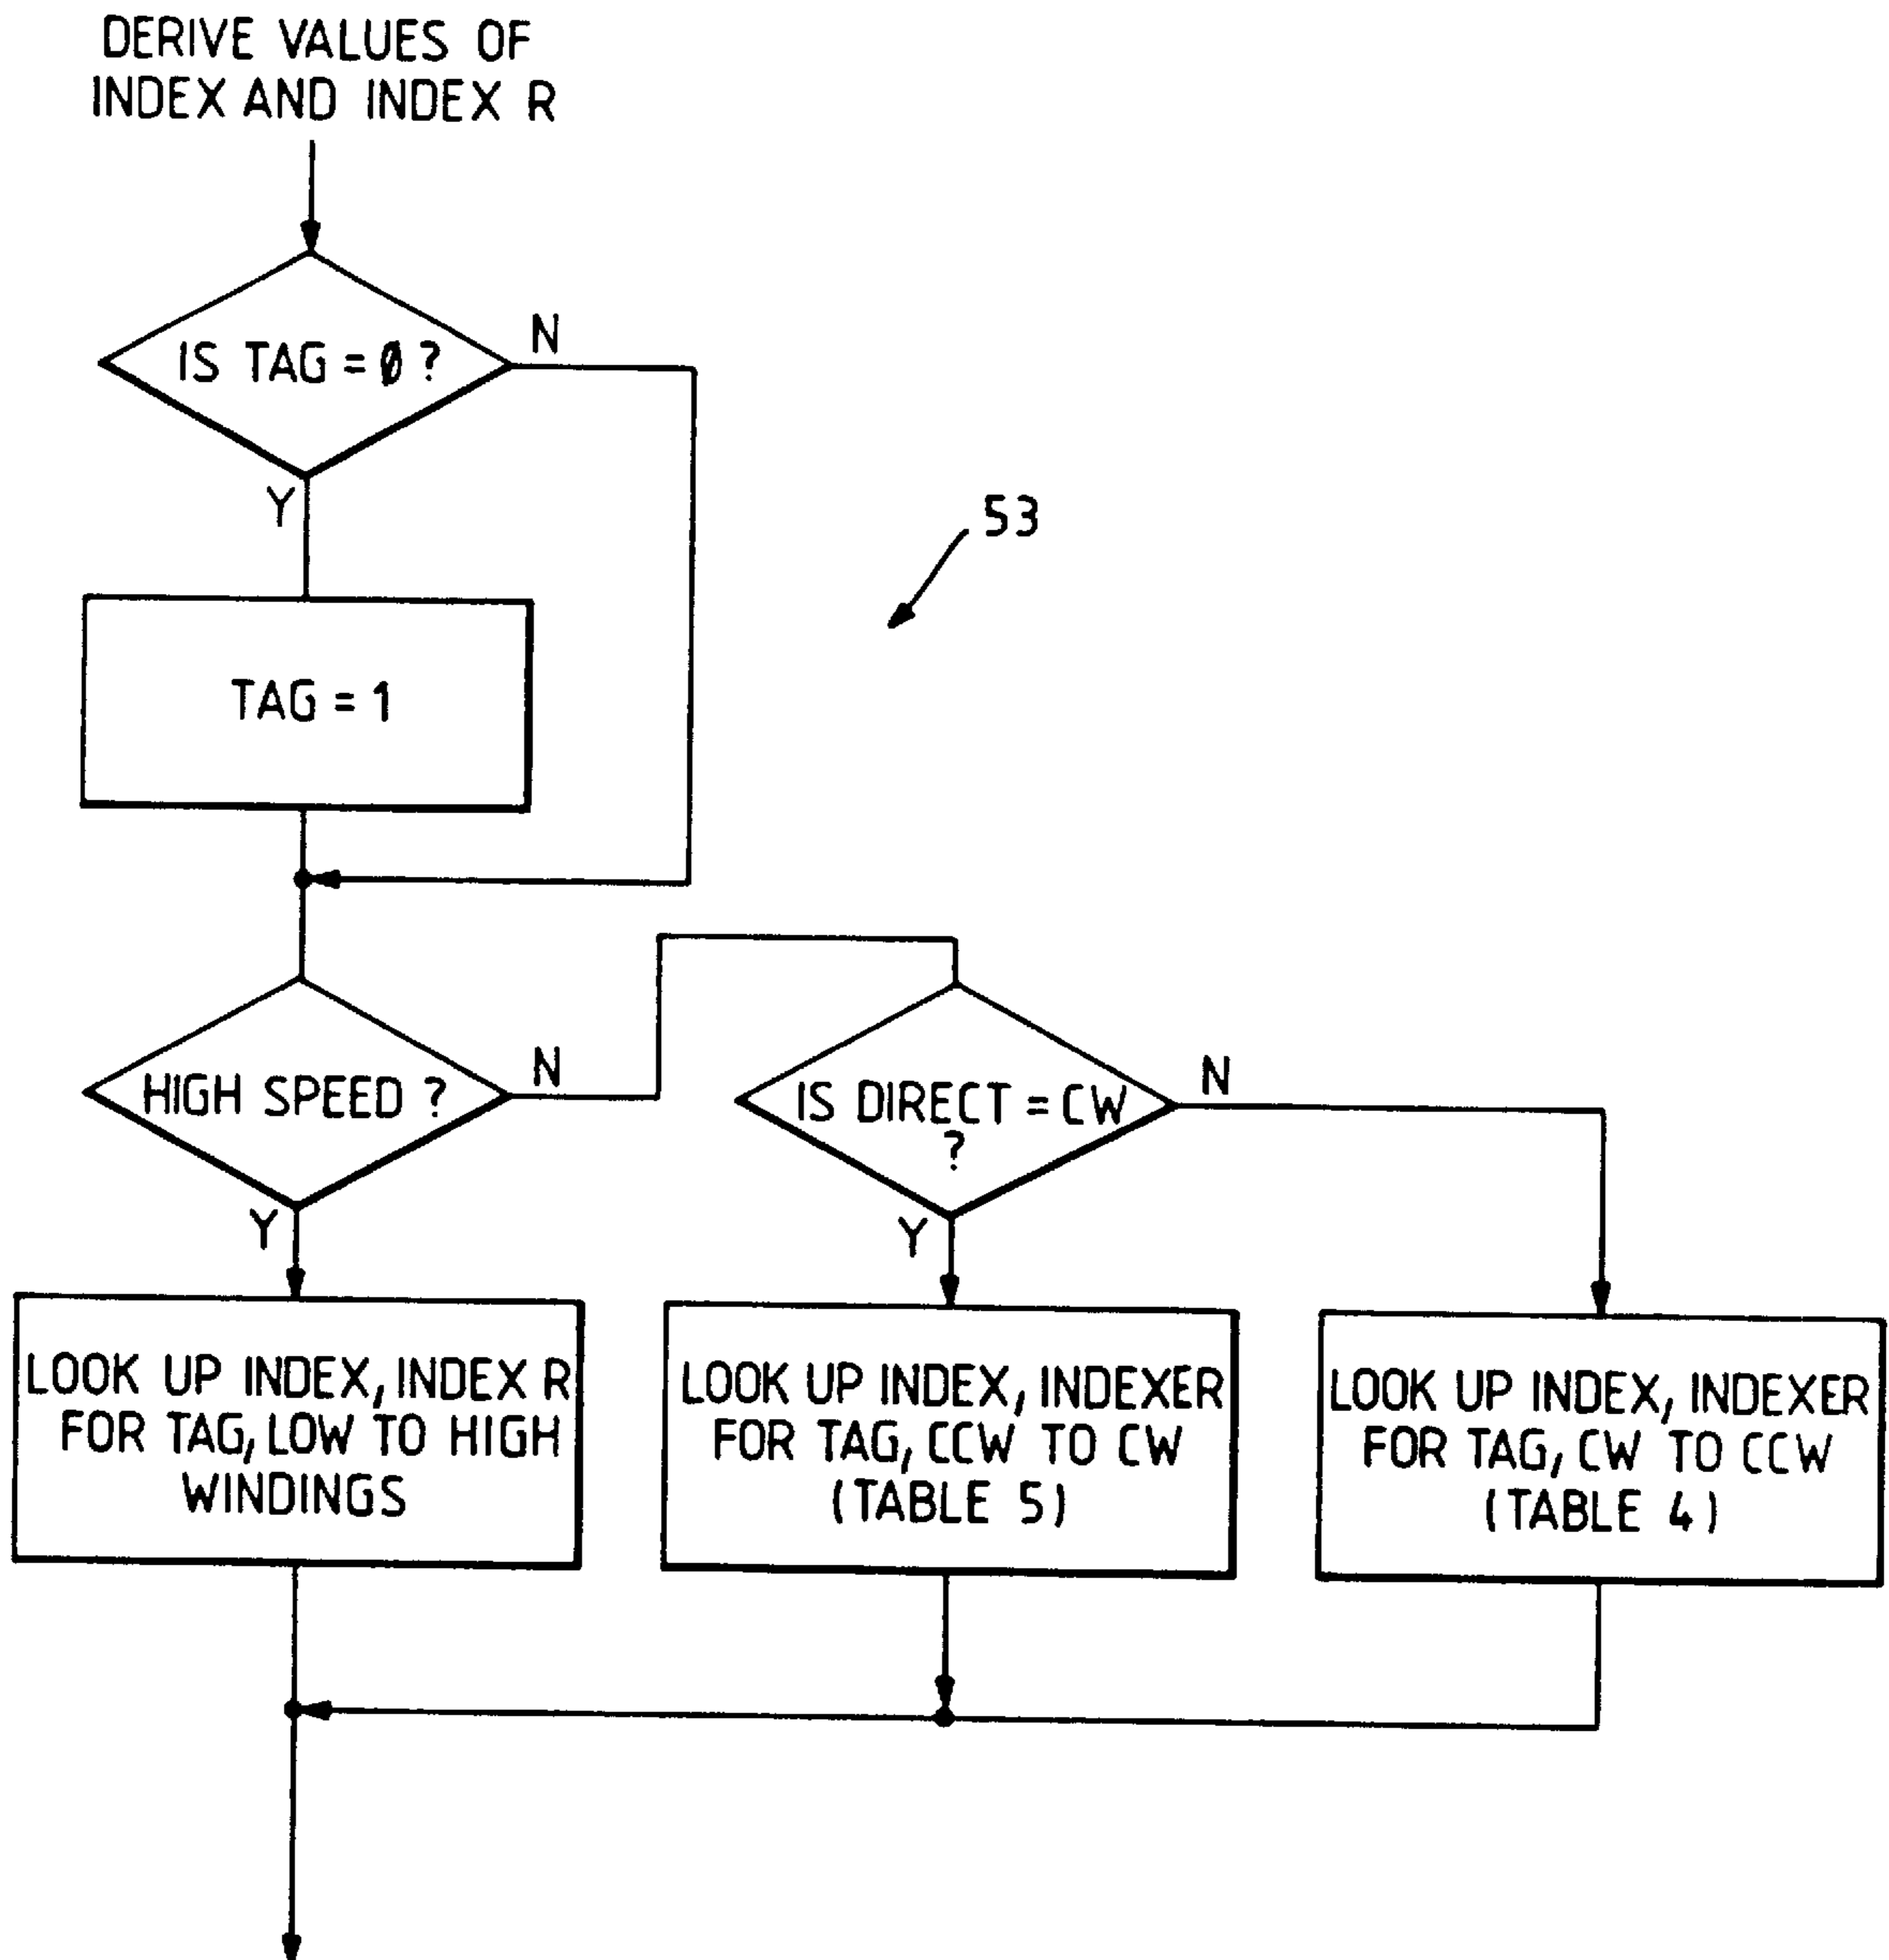 DERIVE VALUES OF
INDEX AND INDEX R
IS TAG = Ø ?
N
Y
53
TAG = 1
HIGH SPEED ?
N
IS DIRECT = CW
?
N
Y
Y
LOOK UP INDEX, INDEX R
FOR TAG, LOW TO HIGH
WINDINGS
LOOK UP INDEX, INDEXER
FOR TAG, CCW TO CW
(TABLE 5)
LOOK UP INDEX, INDEXER
FOR TAG, CW TO CCW
(TABLE 4)